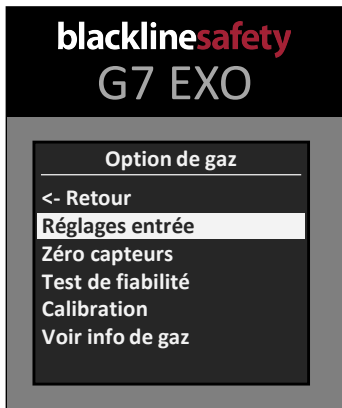 blacklinesafety
G7 EXO
Option de gaz
<- Retour
Réglages entrée
Zéro capteurs
Test de fiabilité
Calibration
Voir info de gaz